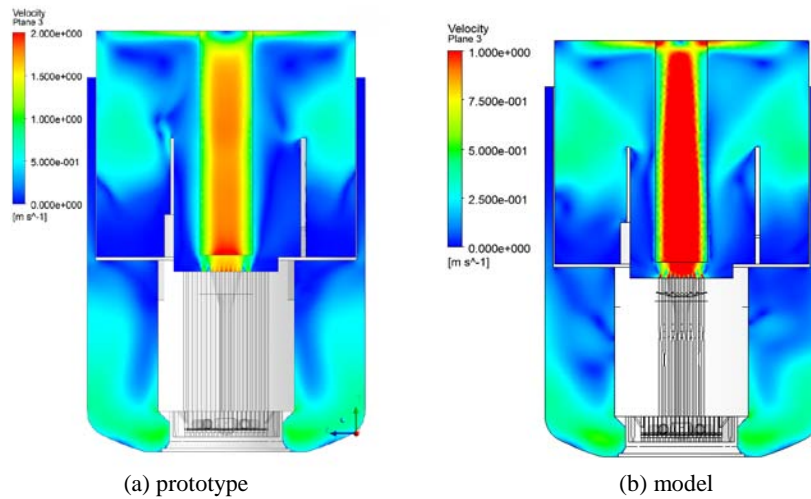 Velocity
Plane 3
2.000e+000
1.500e+000
1.000e+000
5.000e-001
0.000e+000
[m s^-1]
(a) prototype
Velocity
Plane 3
1.000e+000
7.500e-001
5.000e-001
2.500e-001
0.000e+000
[m s^-1]
(b) model